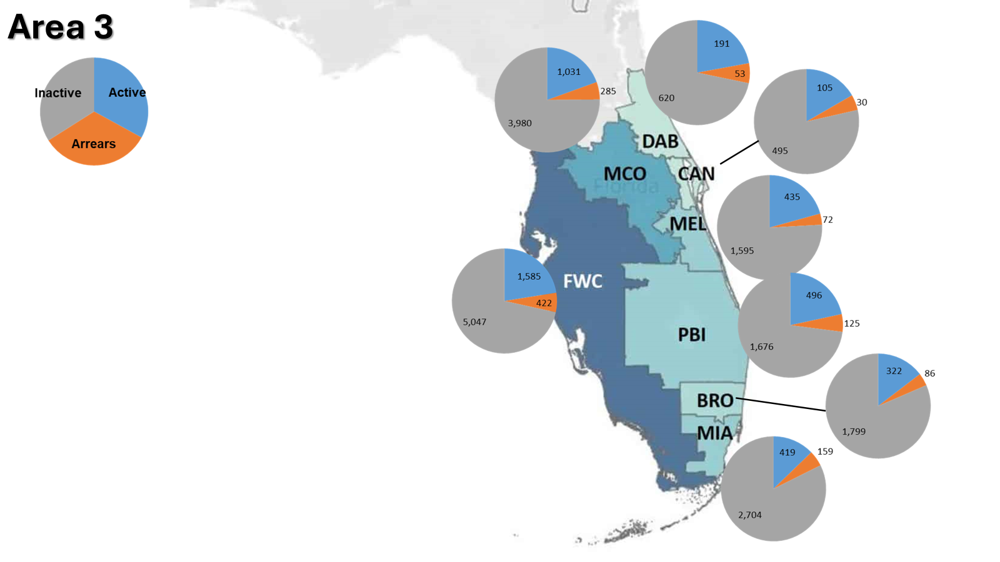 Area 3
Inactive
Active
Arrears
1,031
285
3,980
191
53
620
105
30
495
DAB
MCO
CAN
Florida
MEL
435
72
1,595
FWC
1,585
422
5,047
496
125
1,676
PBI
BRO
322
86
1,799
MIA
419
159
2,704